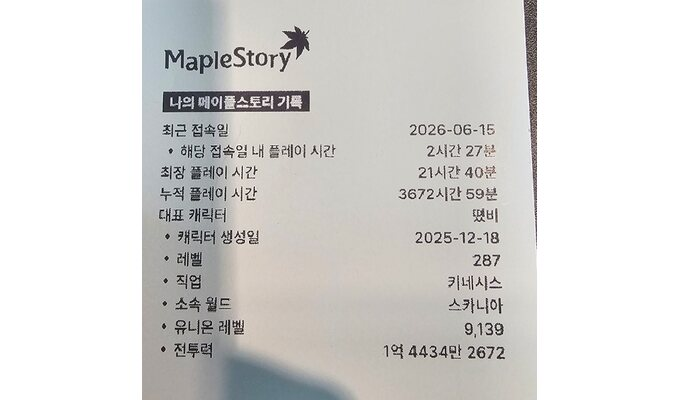 MapleStory
나의 메이플스토리 기록
최근 접속일 2026-06-15
• 해당 접속일 내 플레이 시간 2시간 27분
최장 플레이 시간 21시간 40분
누적 플레이 시간 3672시간 59분
대표 캐릭터 떴비
• 캐릭터 생성일 2025-12-18
• 레벨 287
• 직업 키네시스
• 소속 월드 스카니아
• 유니온 레벨 9,139
• 전투력 1억 4434만 2672